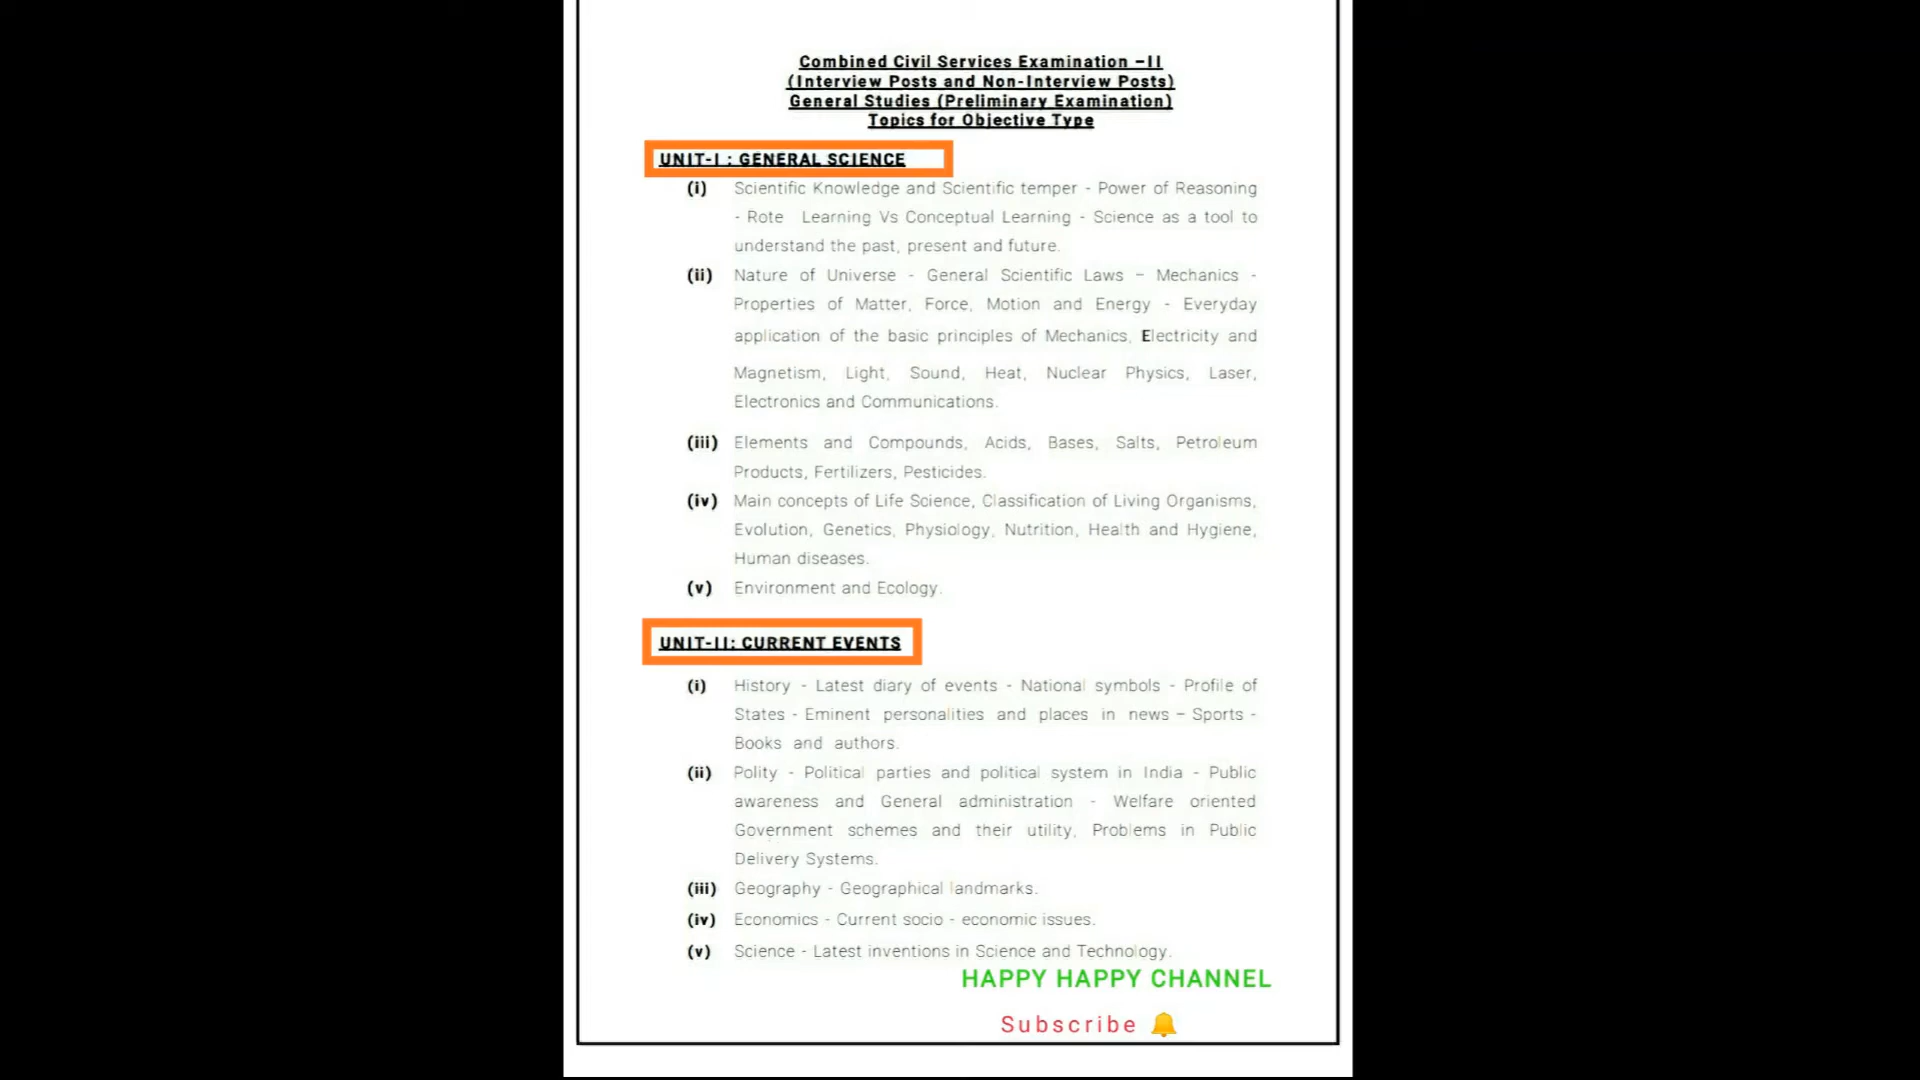 Combined Civil Services Examination –II
(Interview Posts and Non-Interview Posts)
General Studies (Preliminary Examination)
Topics for Objective Type
UNIT-I : GENERAL SCIENCE
(i) Scientific Knowledge and Scientific temper - Power of Reasoning
- Rote Learning Vs Conceptual Learning - Science as a tool to
understand the past, present and future.
(ii) Nature of Universe - General Scientific Laws – Mechanics -
Properties of Matter, Force, Motion and Energy - Everyday
application of the basic principles of Mechanics, Electricity and
Magnetism, Light, Sound, Heat, Nuclear Physics, Laser,
Electronics and Communications.
(iii) Elements and Compounds, Acids, Bases, Salts, Petroleum
Products, Fertilizers, Pesticides.
(iv) Main concepts of Life Science, Classification of Living Organisms,
Evolution, Genetics, Physiology, Nutrition, Health and Hygiene,
Human diseases.
(v) Environment and Ecology.
UNIT-II: CURRENT EVENTS
(i) History - Latest diary of events - National symbols - Profile of
States - Eminent personalities and places in news – Sports -
Books and authors.
(ii) Polity - Political parties and political system in India - Public
awareness and General administration - Welfare oriented
Government schemes and their utility, Problems in Public
Delivery Systems.
(iii) Geography - Geographical landmarks.
(iv) Economics - Current socio - economic issues.
(v) Science - Latest inventions in Science and Technology.
HAPPY HAPPY CHANNEL
Subscribe 🔔